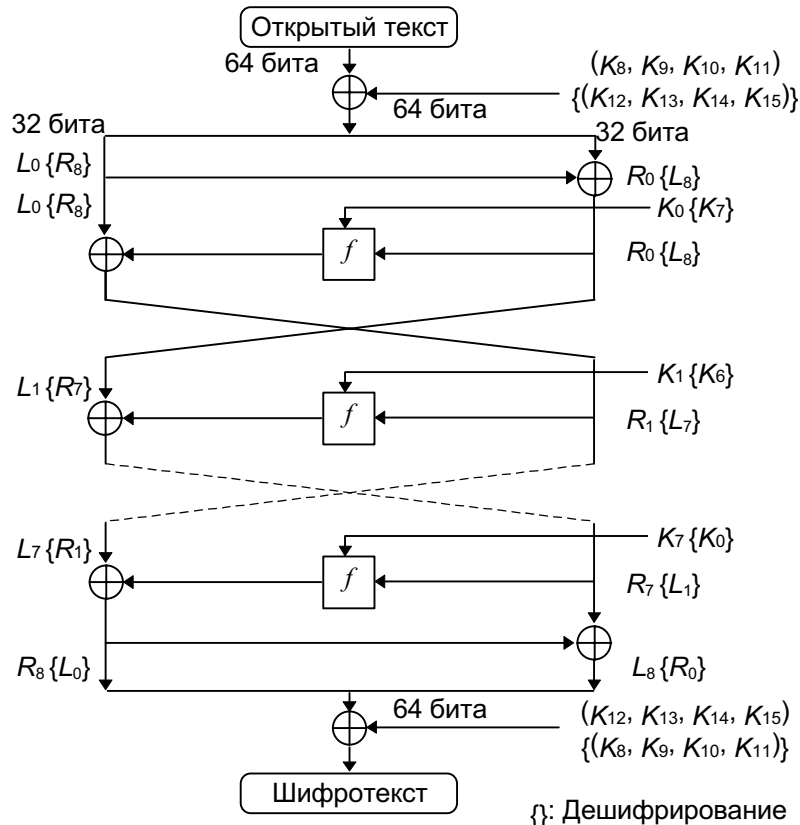 Открытый текст
64 бита
(K8, K9, K10, K11)
64 бита
{(K12, K13, K14, K15)}
32 бита
32 бита
L0 {R8}
R0 {L8}
L0 {R8}
K0 {K7}
f
R0 {L8}
K1 {K6}
L1 {R7}
f
R1 {L7}
K7 {K0}
L7 {R1}
f
R7 {L1}
R8 {L0}
L8 {R0}
64 бита
(K12, K13, K14, K15)
{(K8, K9, K10, K11)}
Шифротекст
{}: Дешифрирование